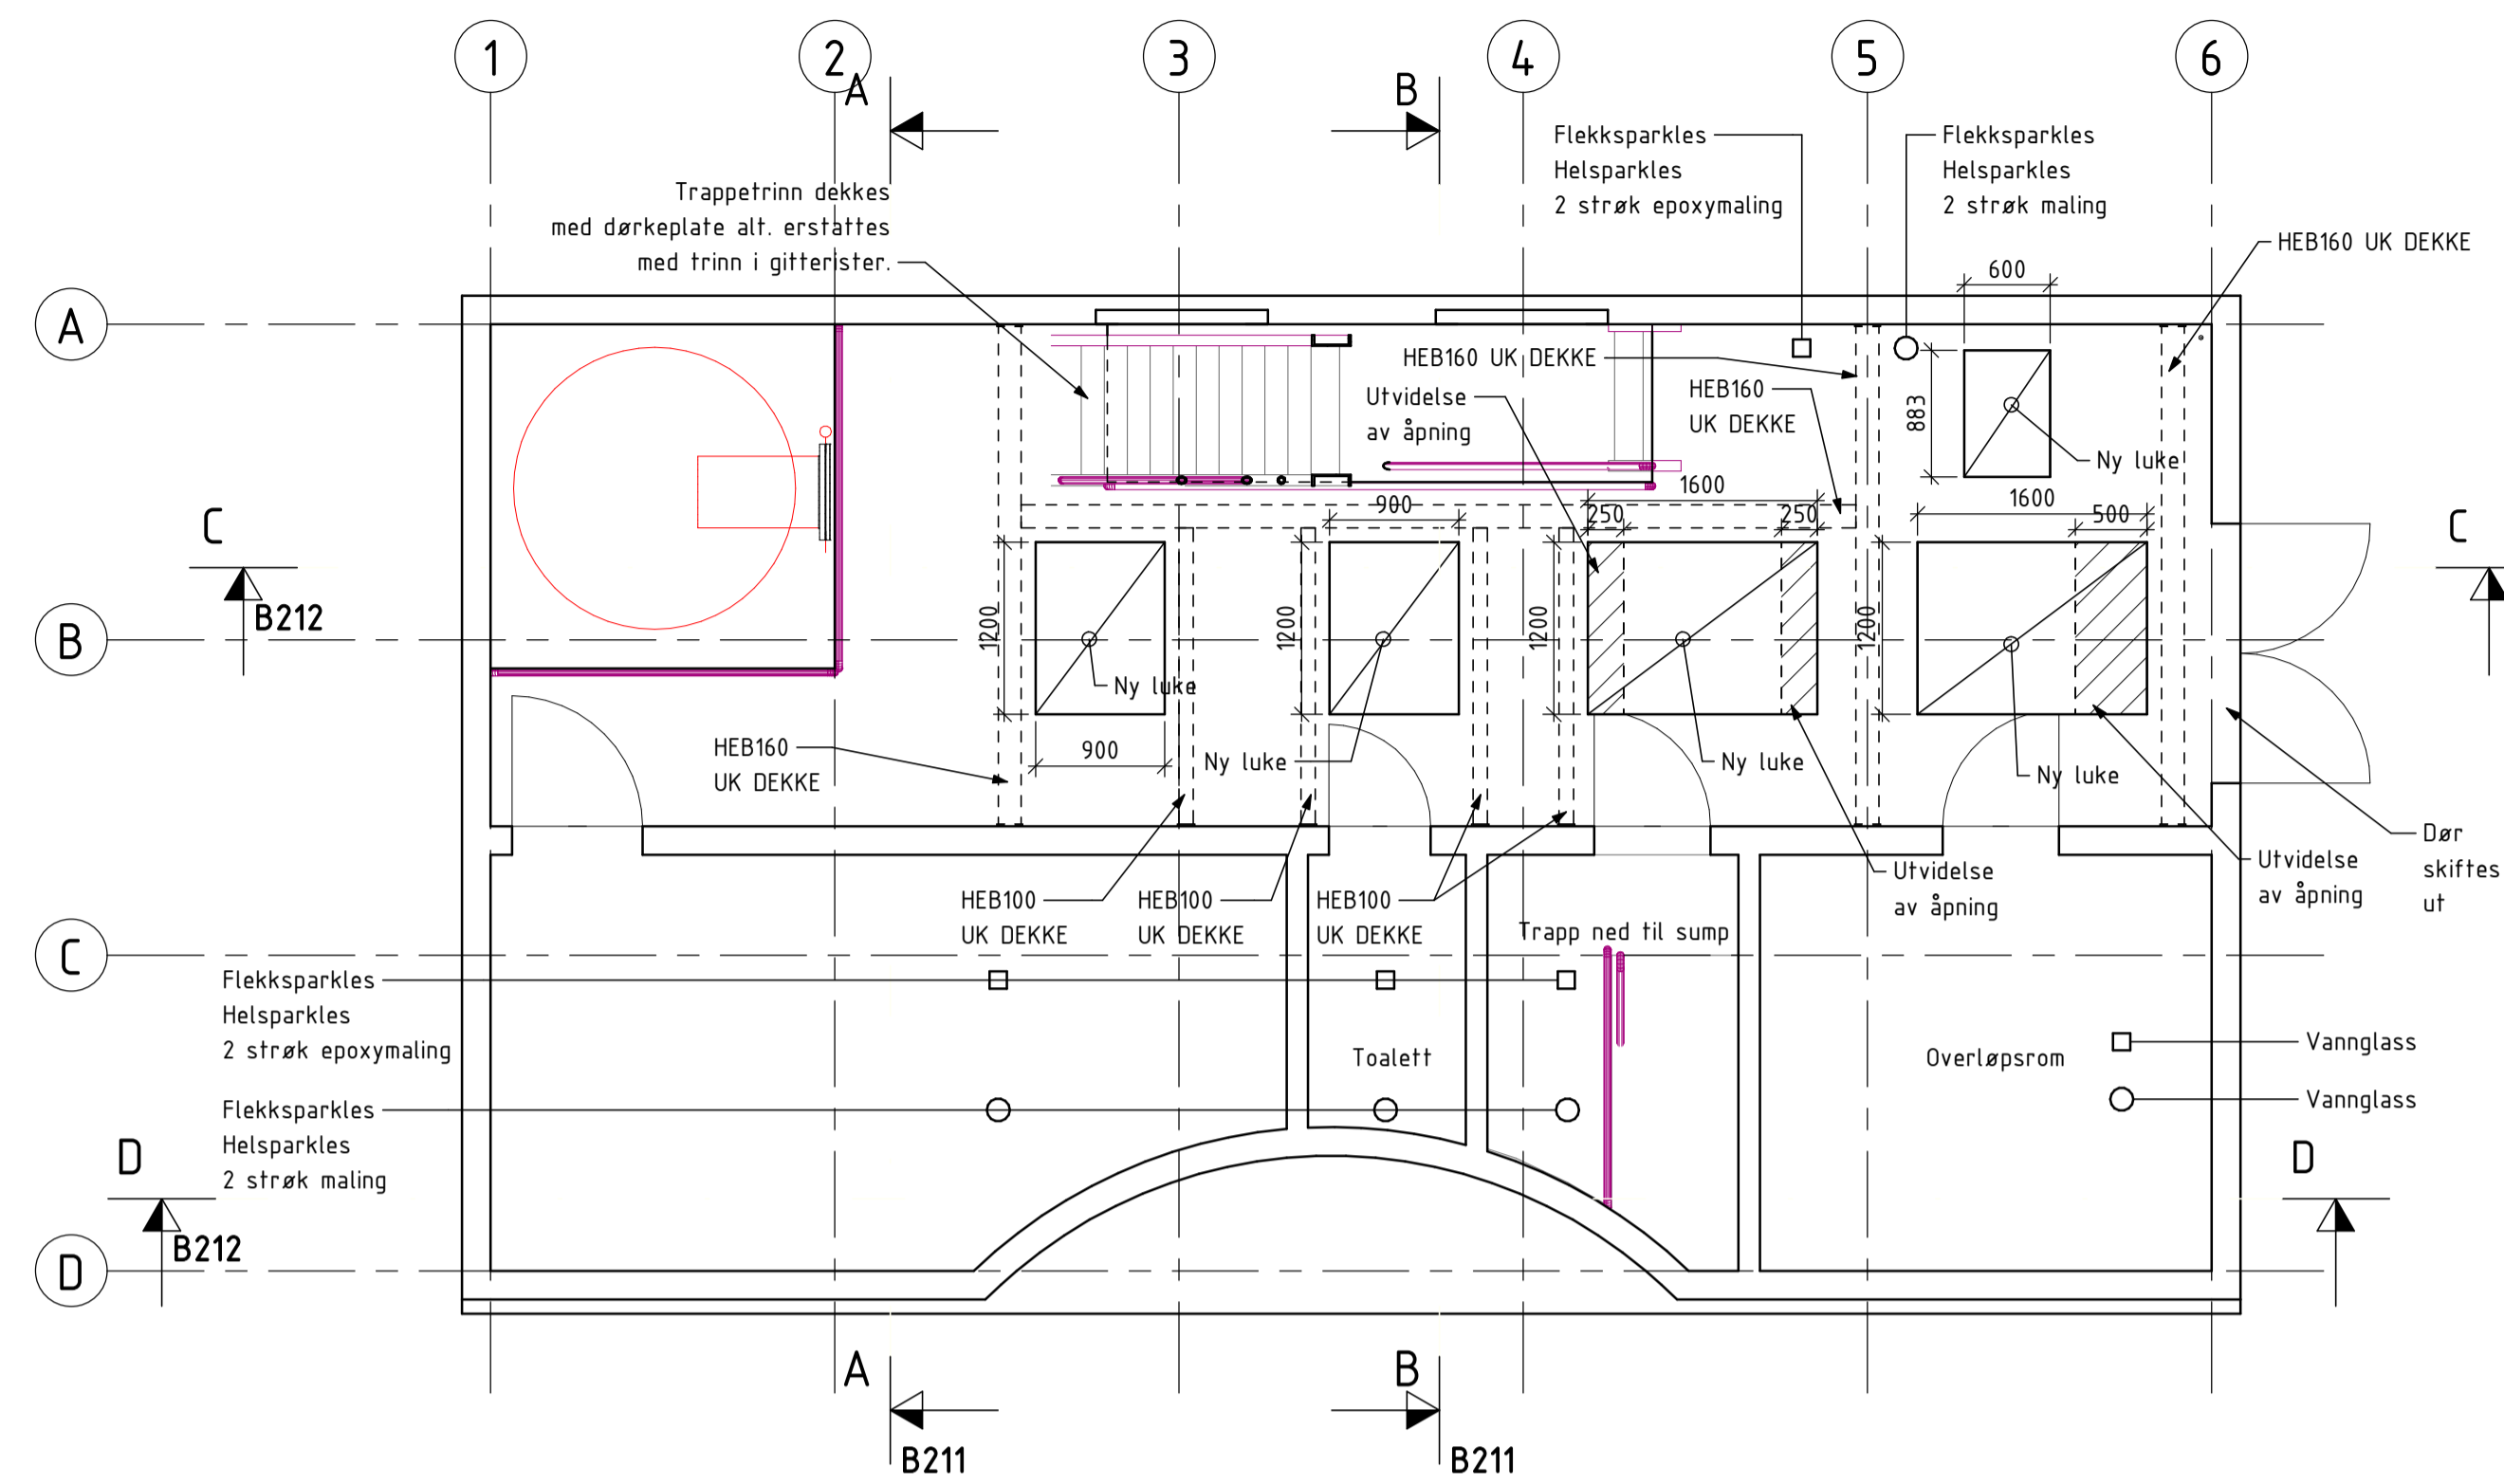 1
2
3
4
5
6
A
B
Flekksparkles
Helsparkles
2 strøk epoxymaling
Flekksparkles
Helsparkles
2 strøk maling
Trappetrinn dekkes
med dørkeplate alt. erstattes
med trinn i gitterister.
HEB160 UK DEKKE
600
A
HEB160 UK DEKKE
Utvidelse
av åpning
HEB160
UK DEKKE
883
Ny luke
1600
900
250
250
1600
500
C
B212
C
B
1200
1200
1200
1200
Ny luke
HEB160
UK DEKKE
900
Ny luke
Ny luke
Ny luke
Dør
skiftes
ut
Utvidelse
av åpning
Utvidelse
av åpning
HEB100
UK DEKKE
HEB100
UK DEKKE
HEB100
UK DEKKE
Trapp ned til sump
C
Flekksparkles
Helsparkles
2 strøk epoxymaling
Toalett
Overløpsrom
Vannglass
Vannglass
Flekksparkles
Helsparkles
2 strøk maling
D
B212
D
D
A
B211
B
B211